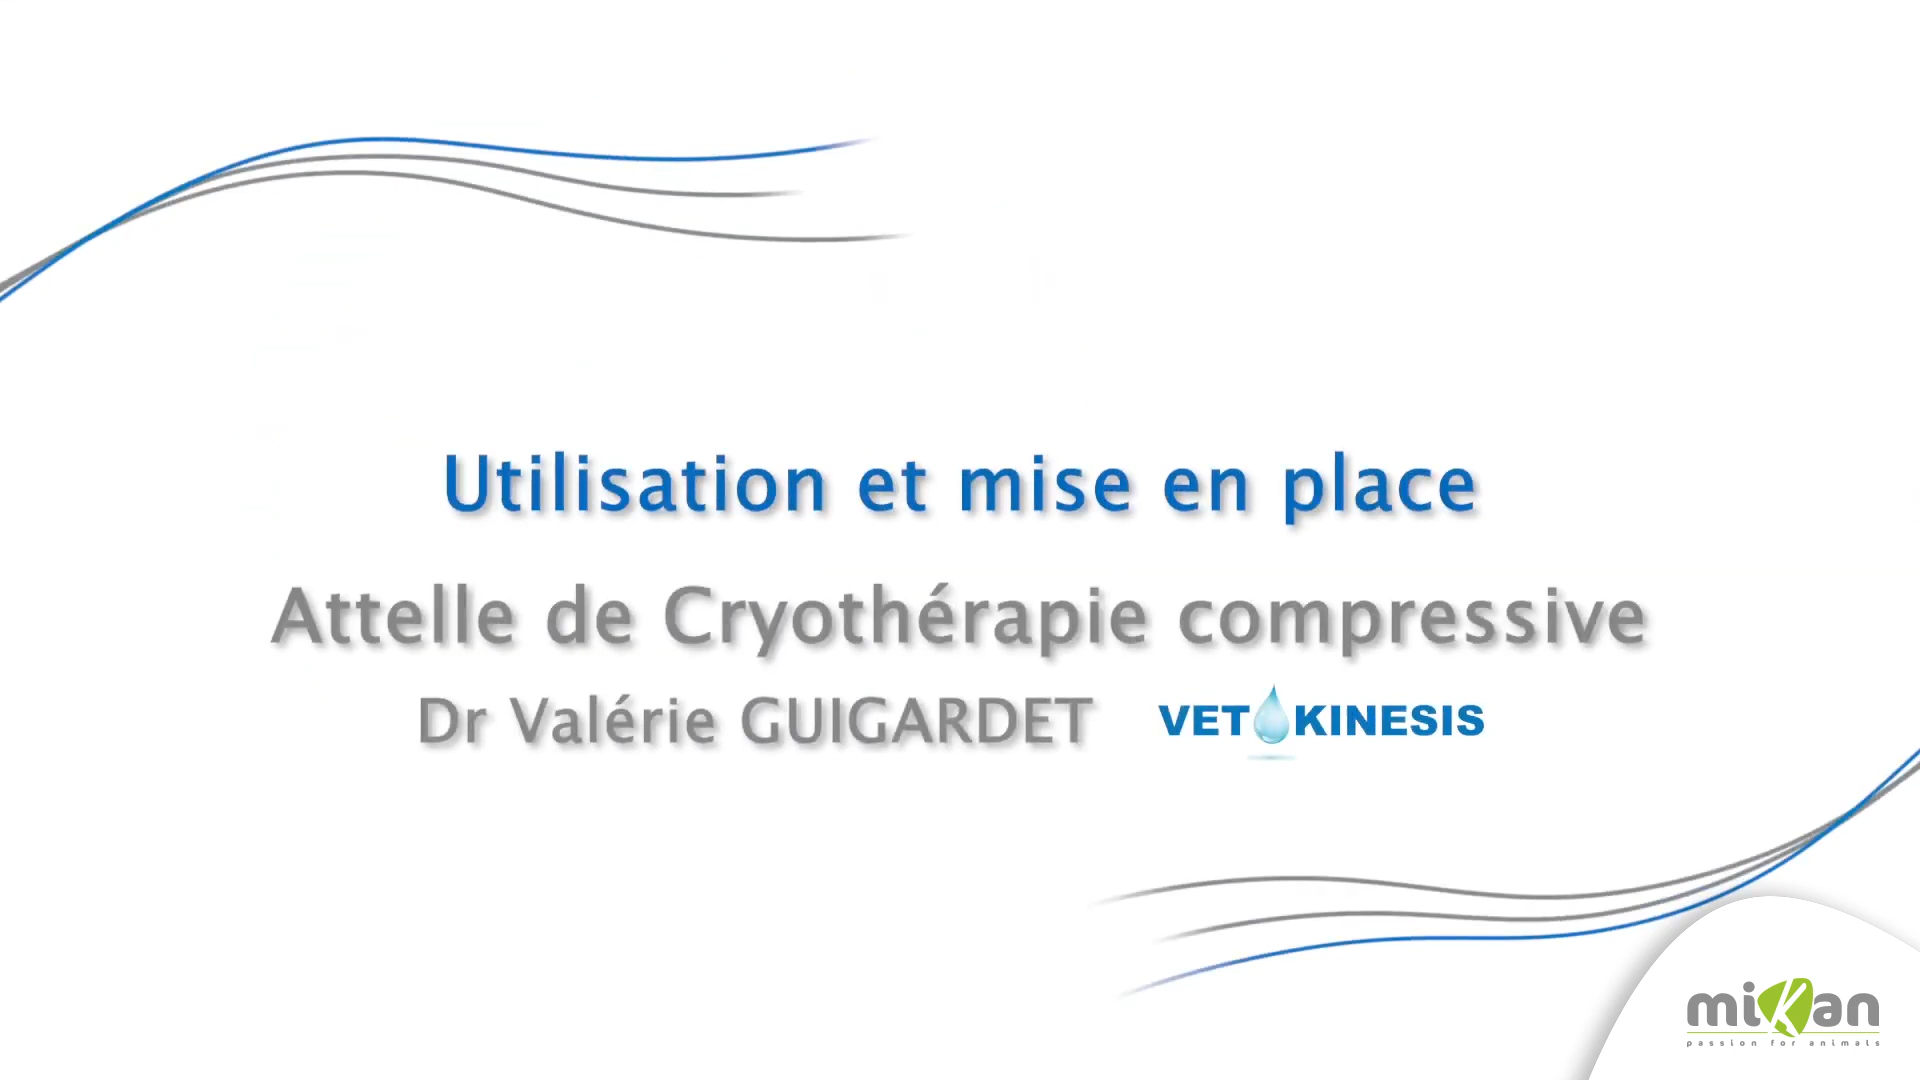 Utilisation et mise en place
Attelle de Cryothérapie compressive
Dr Valérie GUIGARDET VET KINESIS
mikan
passion for animals